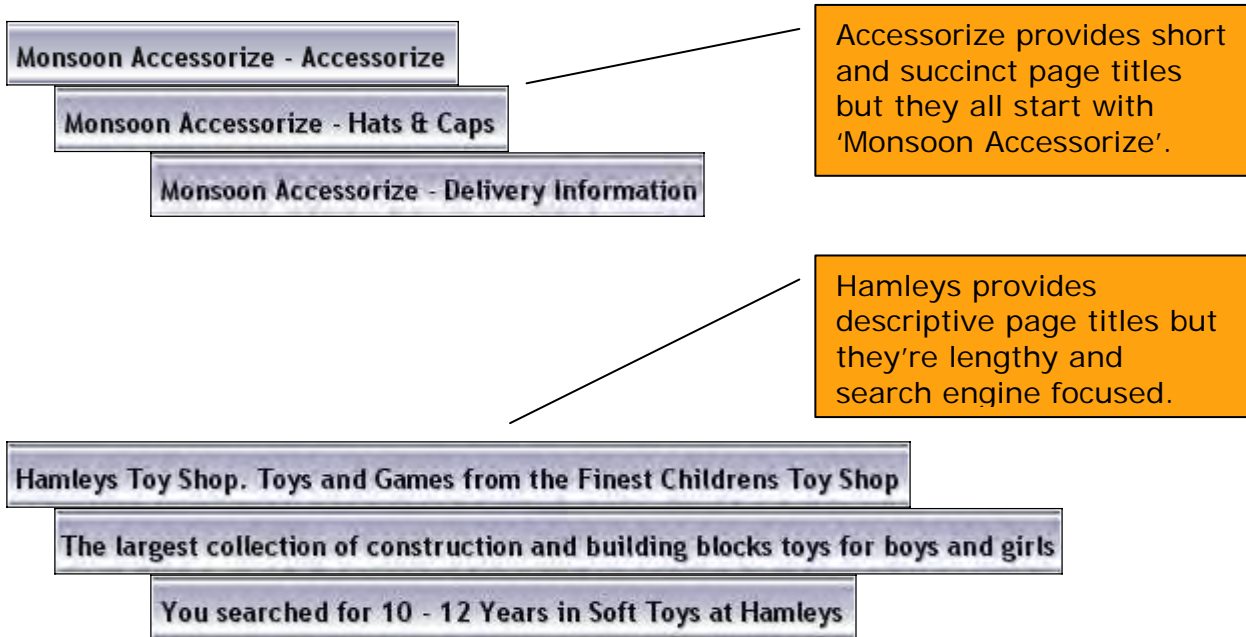 Monsoon Accessorize - Accessorize
Monsoon Accessorize - Hats & Caps
Monsoon Accessorize - Delivery Information
Accessorize provides short
and succinct page titles
but they all start with
‘Monsoon Accessorize’.
Hamleys provides
descriptive page titles but
they’re lengthy and
search engine focused.
Hamleys Toy Shop. Toys and Games from the Finest Childrens Toy Shop
The largest collection of construction and building blocks toys for boys and girls
You searched for 10 - 12 Years in Soft Toys at Hamleys